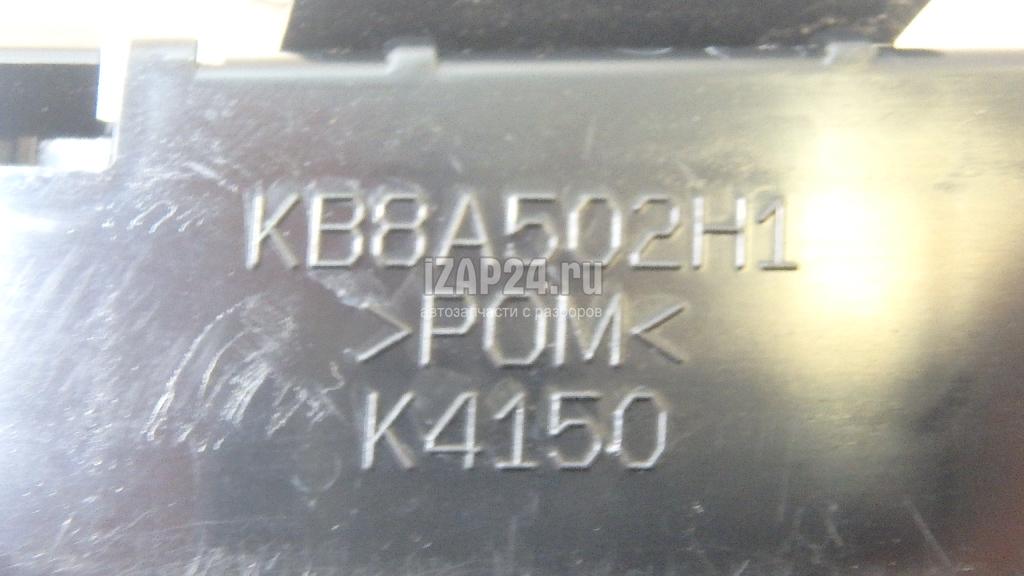 KB8A502H1
iZAP24.ru
автозапчасти с разборов
>POM<
K4150